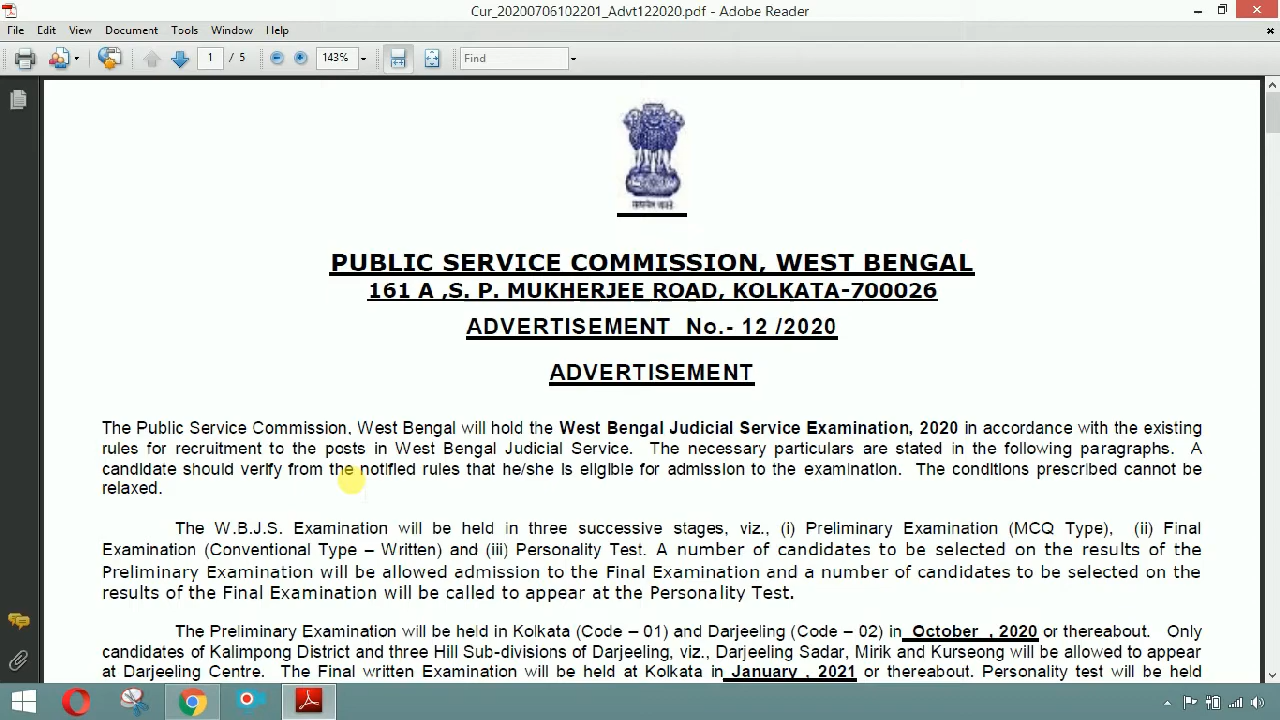 Cur_20200706102201_Advt122020.pdf - Adobe Reader
File Edit View Document Tools Window Help
1 / 5 143% Find
सत्यमेव जयते
PUBLIC SERVICE COMMISSION, WEST BENGAL
161 A ,S. P. MUKHERJEE ROAD, KOLKATA-700026
ADVERTISEMENT No.- 12 /2020
ADVERTISEMENT
The Public Service Commission, West Bengal will hold the West Bengal Judicial Service Examination, 2020 in accordance with the existing
rules for recruitment to the posts in West Bengal Judicial Service. The necessary particulars are stated in the following paragraphs. A
candidate should verify from the notified rules that he/she is eligible for admission to the examination. The conditions prescribed cannot be
relaxed.
The W.B.J.S. Examination will be held in three successive stages, viz., (i) Preliminary Examination (MCQ Type), (ii) Final
Examination (Conventional Type – Written) and (iii) Personality Test. A number of candidates to be selected on the results of the
Preliminary Examination will be allowed admission to the Final Examination and a number of candidates to be selected on the
results of the Final Examination will be called to appear at the Personality Test.
The Preliminary Examination will be held in Kolkata (Code – 01) and Darjeeling (Code – 02) in October , 2020 or thereabout. Only
candidates of Kalimpong District and three Hill Sub-divisions of Darjeeling, viz., Darjeeling Sadar, Mirik and Kurseong will be allowed to appear
at Darjeeling Centre. The Final written Examination will be held at Kolkata in January , 2021 or thereabout. Personality test will be held